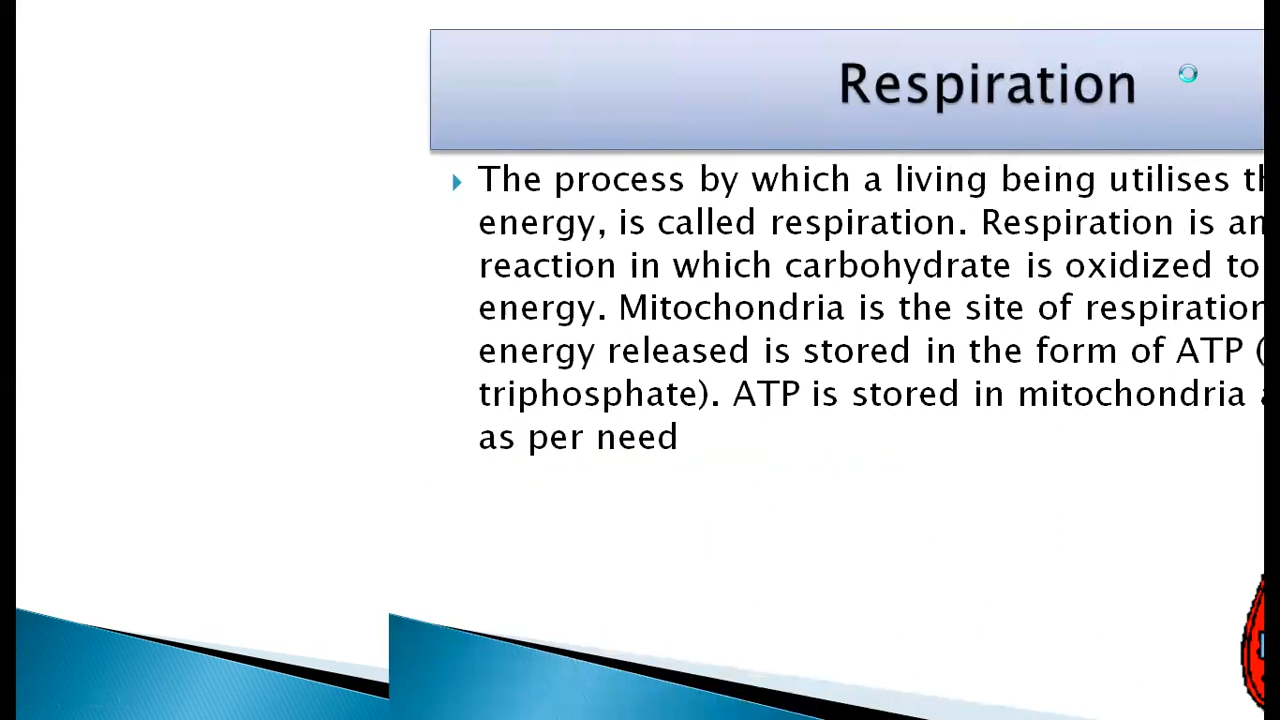 Respiration
The process by which a living being utilises
energy, is called respiration. Respiration is an
reaction in which carbohydrate is oxidized to
energy. Mitochondria is the site of respiration
energy released is stored in the form of ATP (
triphosphate). ATP is stored in mitochondria
as per need